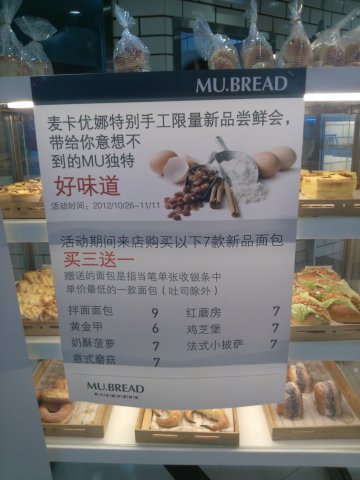 MU.BREAD
麦卡优娜特别手工限量新品尝鲜会，
带给你意想不
到的MU独特
好味道
活动时间：2012/10/26-11/11
活动期间来店购买以下7款新品面包
买三送一
赠送的面包是指当笔单张收银条中
单价最低的一款面包（吐司除外）
拌面面包 9 红蘑房 7
黄金甲 6 鸡芝堡 7
奶酥菠萝 7 法式小披萨 7
意式蘑菇 7
MU.BREAD